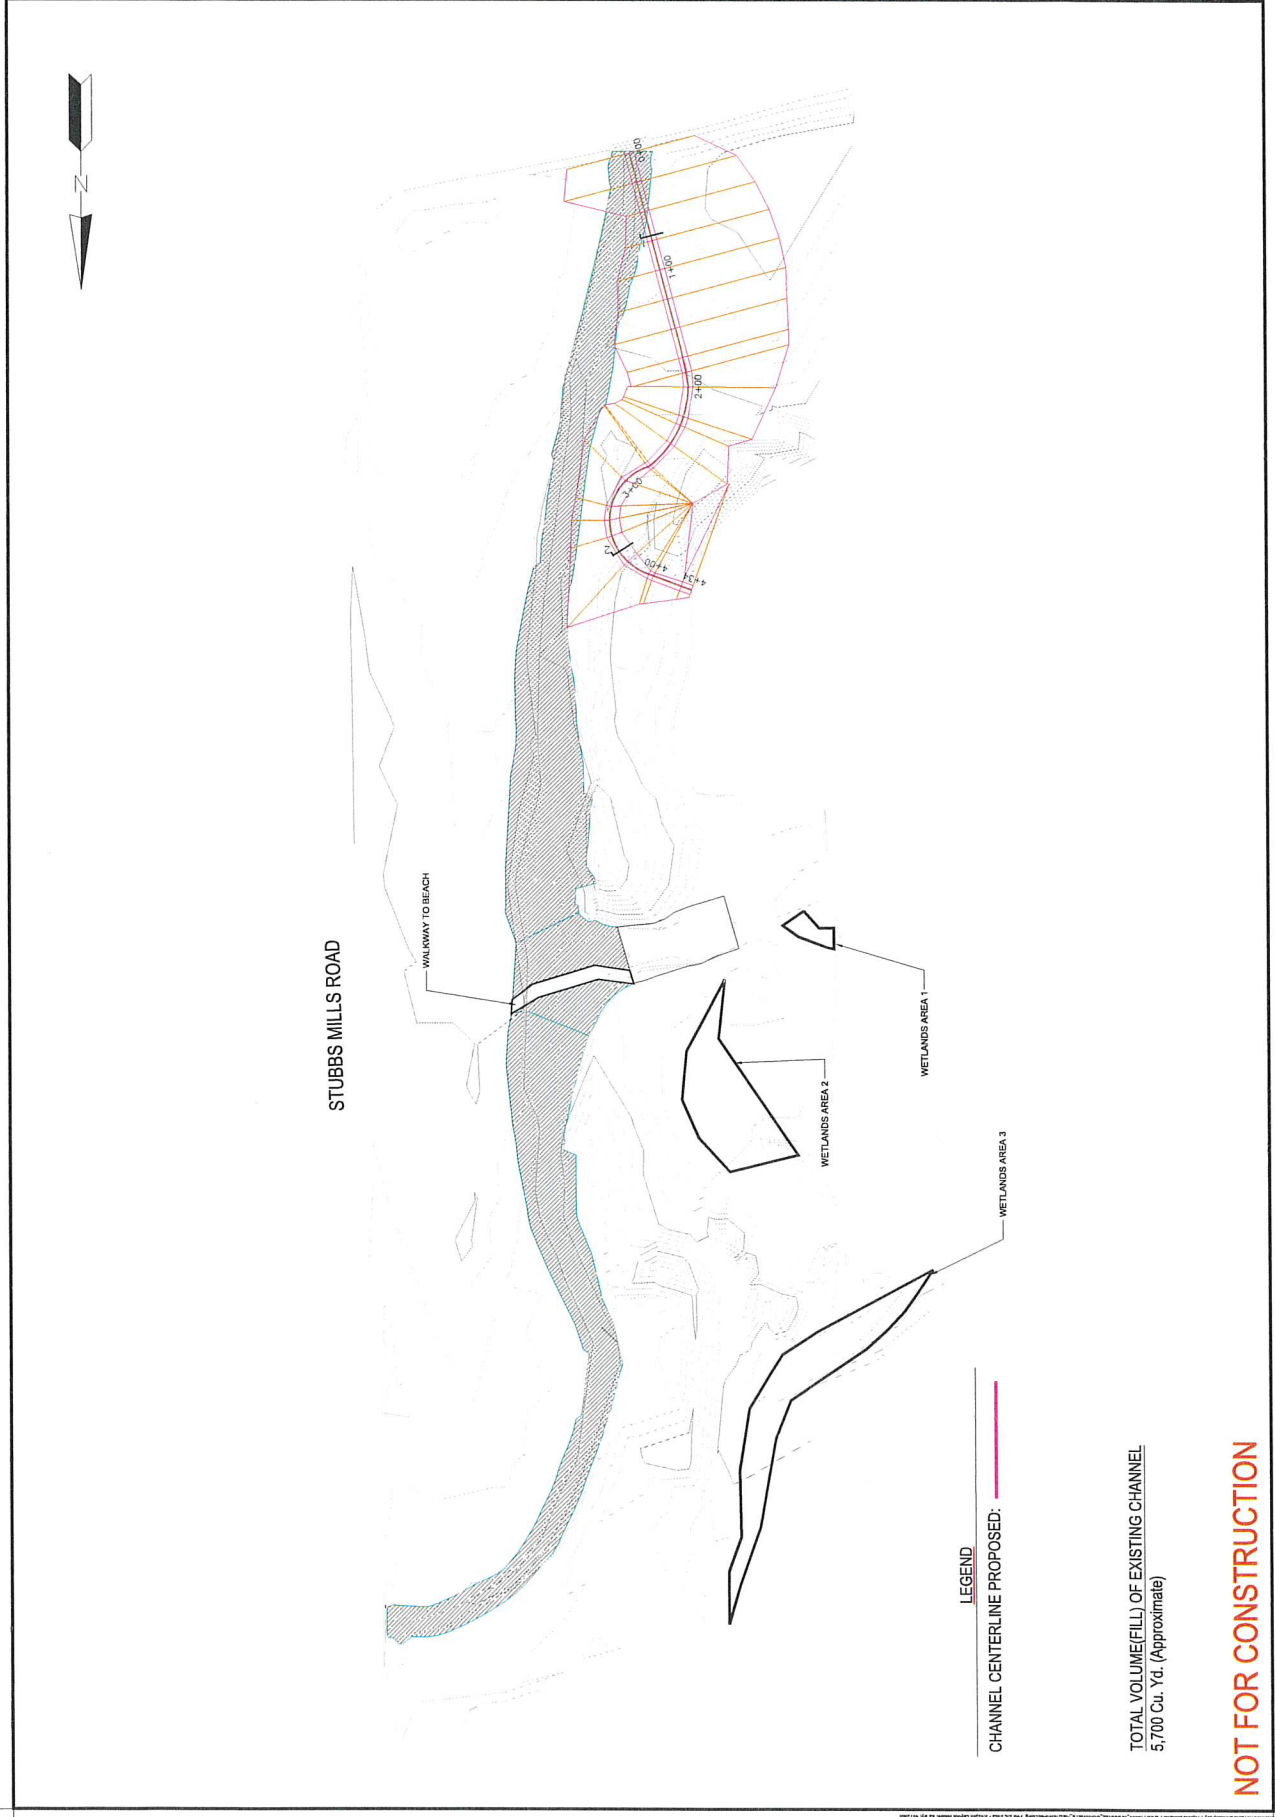 N
STUBBS MILLS ROAD
WALKWAY TO BEACH
0+00
1
1+00
2+00
3+00
2
4+00
4+34
WETLANDS AREA 1
WETLANDS AREA 2
WETLANDS AREA 3
LEGEND
CHANNEL CENTERLINE PROPOSED:
TOTAL VOLUME(FILL) OF EXISTING CHANNEL
5,700 Cu. Yd. (Approximate)
NOT FOR CONSTRUCTION